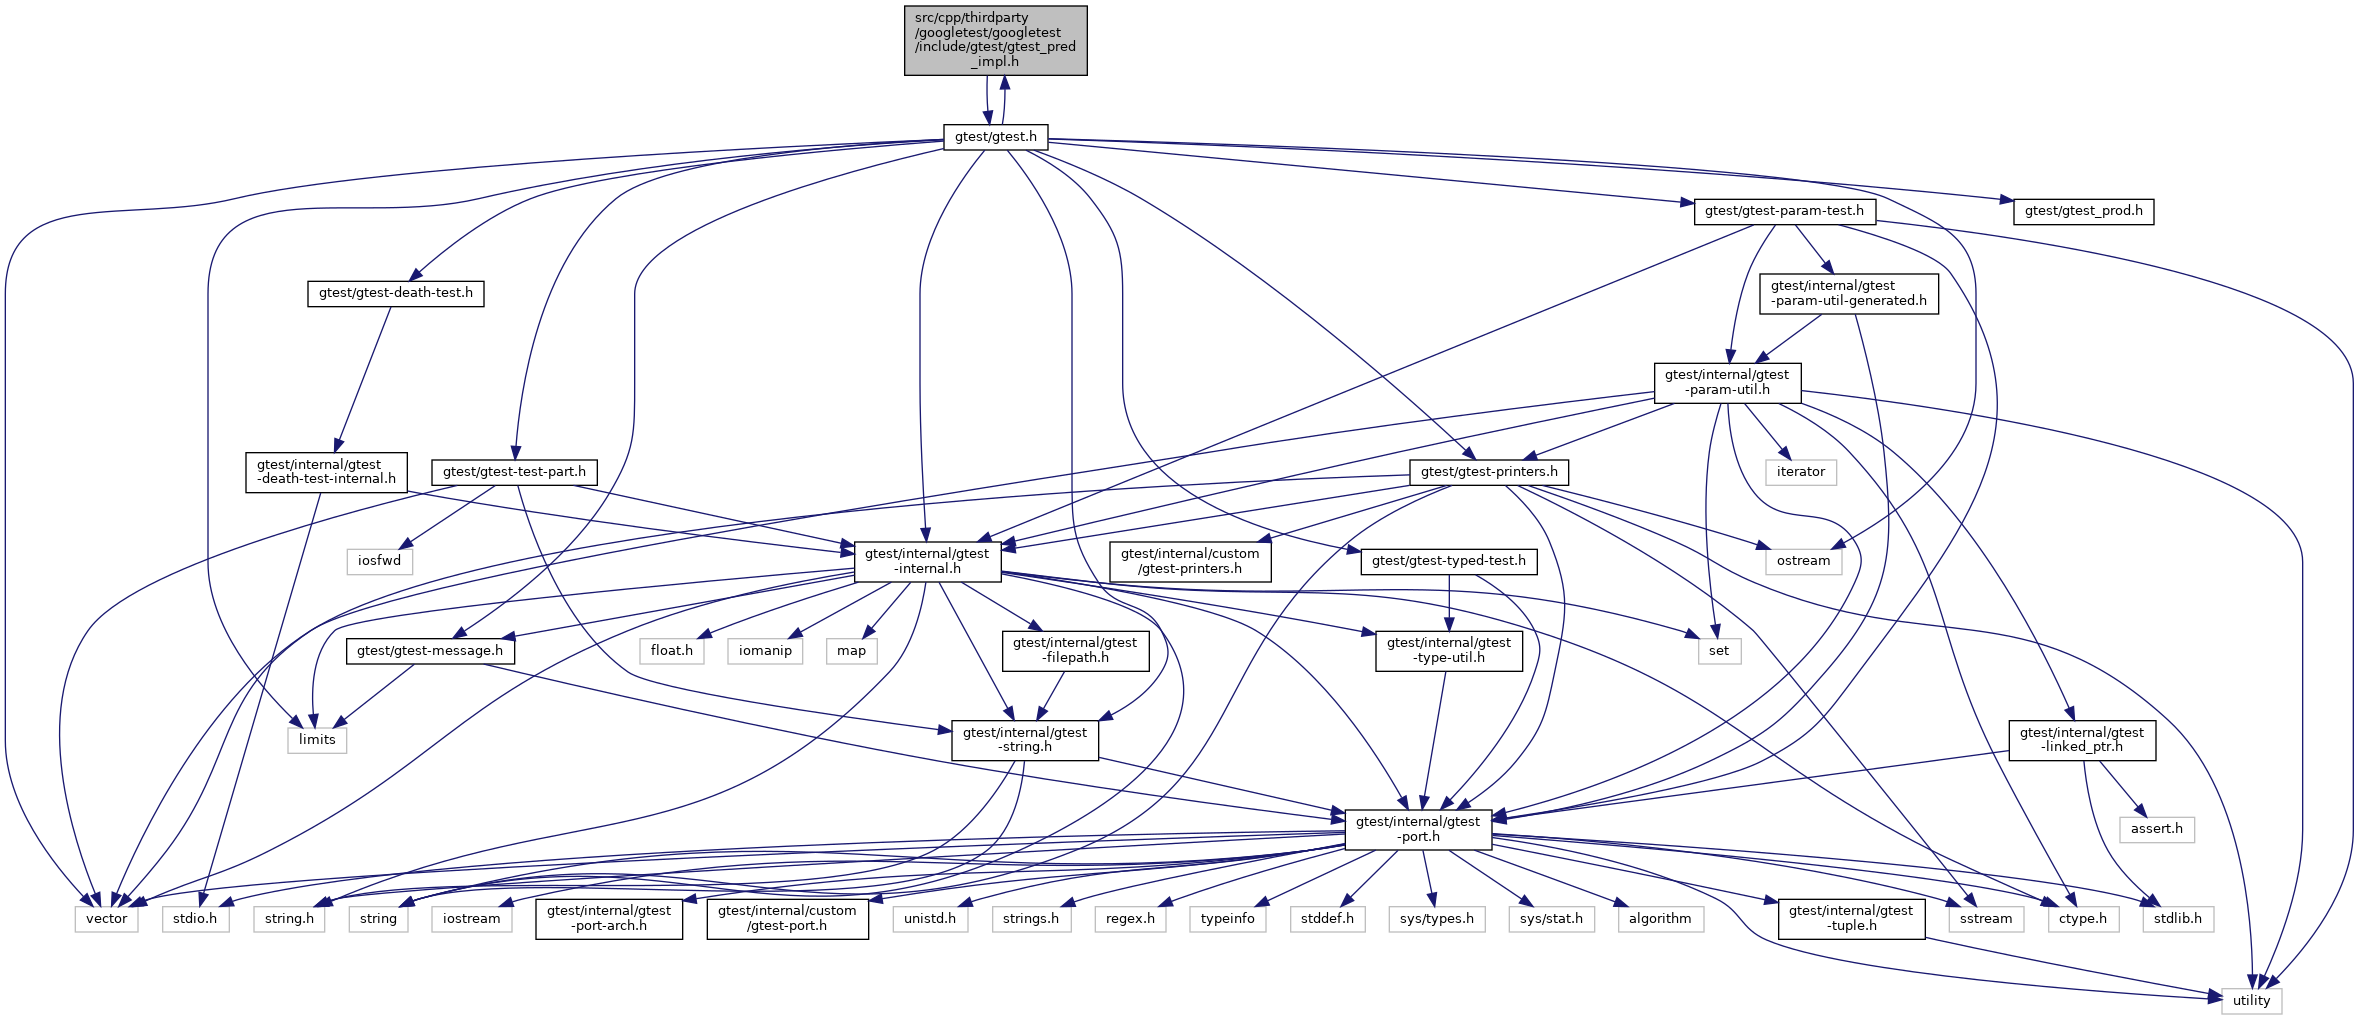 src/cpp/thirdparty
/googletest/googletest
/include/gtest/gtest_pred
_impl.h
gtest/gtest.h
gtest/gtest-param-test.h
gtest/gtest_prod.h
gtest/gtest-death-test.h
gtest/internal/gtest
-param-util-generated.h
gtest/internal/gtest
-param-util.h
gtest/internal/gtest
-death-test-internal.h
gtest/gtest-test-part.h
gtest/gtest-printers.h
iterator
iosfwd
gtest/internal/gtest
-internal.h
gtest/internal/custom
/gtest-printers.h
gtest/gtest-typed-test.h
ostream
gtest/gtest-message.h
float.h
iomanip
map
gtest/internal/gtest
-filepath.h
gtest/internal/gtest
-type-util.h
set
limits
gtest/internal/gtest
-string.h
gtest/internal/gtest
-linked_ptr.h
gtest/internal/gtest
-port.h
assert.h
vector
stdio.h
string.h
string
iostream
gtest/internal/gtest
-port-arch.h
gtest/internal/custom
/gtest-port.h
unistd.h
strings.h
regex.h
typeinfo
stddef.h
sys/types.h
sys/stat.h
algorithm
gtest/internal/gtest
-tuple.h
sstream
ctype.h
stdlib.h
utility